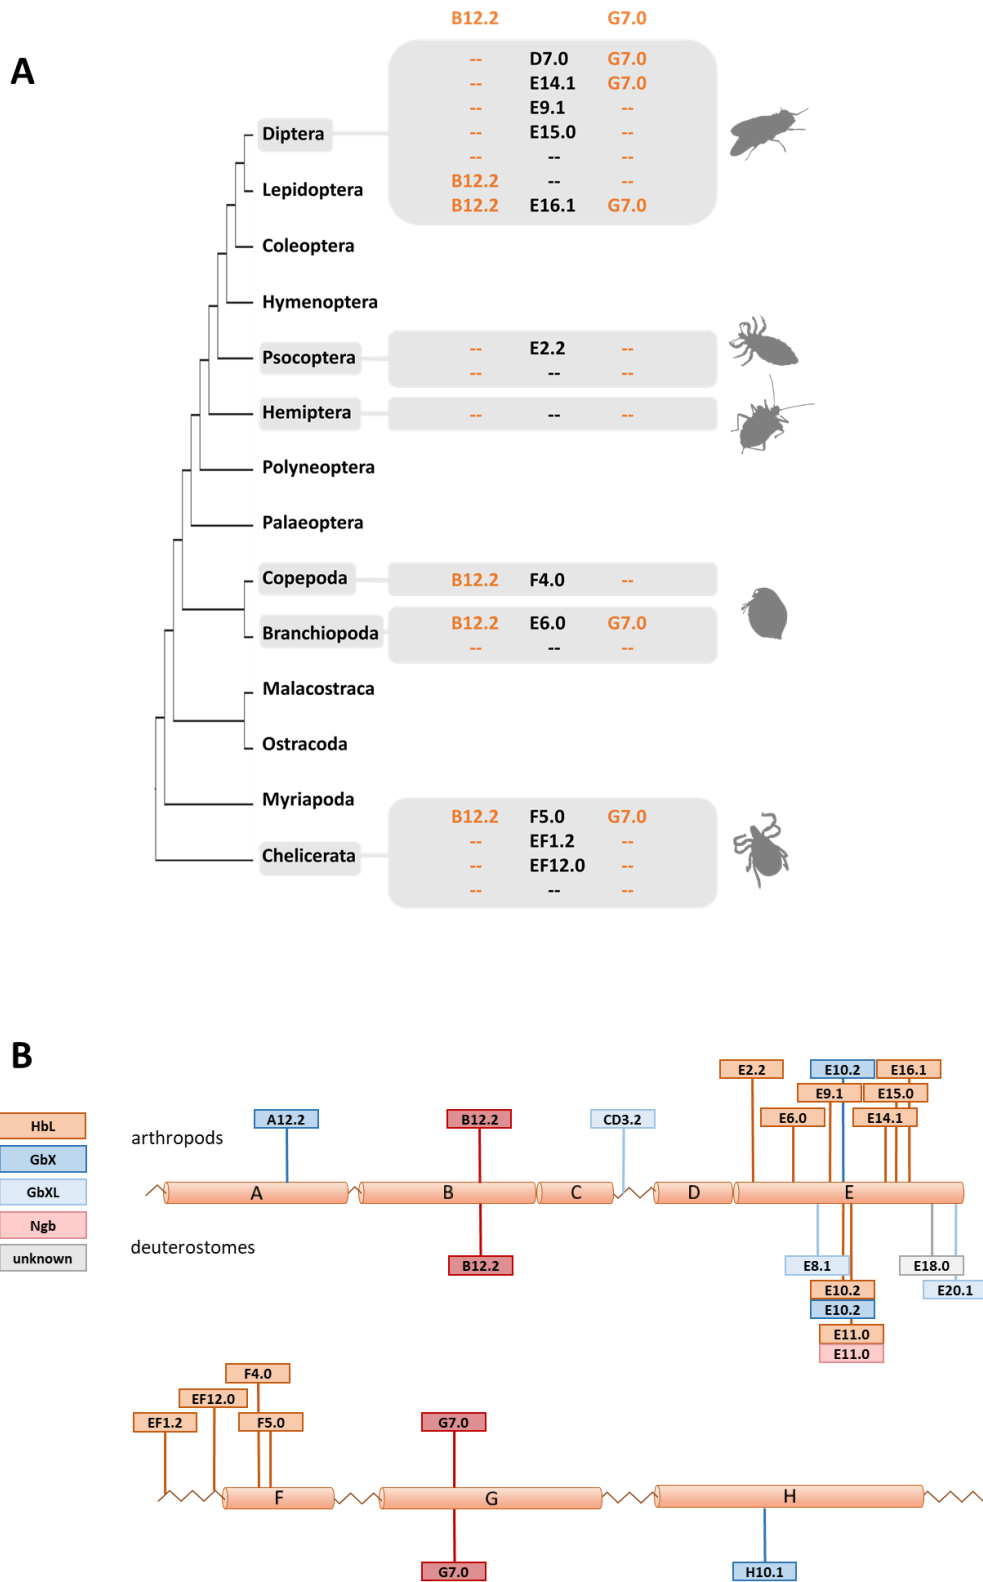 B12.2 G7.0
A
-- D7.0 G7.0
-- E14.1 G7.0
-- E9.1 --
-- E15.0 --
-- -- --
B12.2 -- --
B12.2 E16.1 G7.0
Diptera
Lepidoptera
Coleoptera
Hymenoptera
Psocoptera
-- E2.2 --
-- -- --
Hemiptera
-- -- --
Polyneoptera
Palaeoptera
Copepoda
B12.2 F4.0 --
Branchiopoda
B12.2 E6.0 G7.0
-- -- --
Malacostraca
Ostracoda
Myriapoda
Chelicerata
B12.2 F5.0 G7.0
-- EF1.2 --
-- EF12.0 --
-- -- --
B
HbL
GbX
GbXL
Ngb
unknown
arthropods
deuterostomes
E2.2 E10.2 E16.1
E9.1 E15.0
A12.2 B12.2 CD3.2 E6.0 E14.1
A B C D E
B12.2 E8.1 E18.0
E10.2 E20.1
E10.2
E11.0
E11.0
F4.0
EF12.0
EF1.2 F5.0 G7.0
F G H
G7.0 H10.1